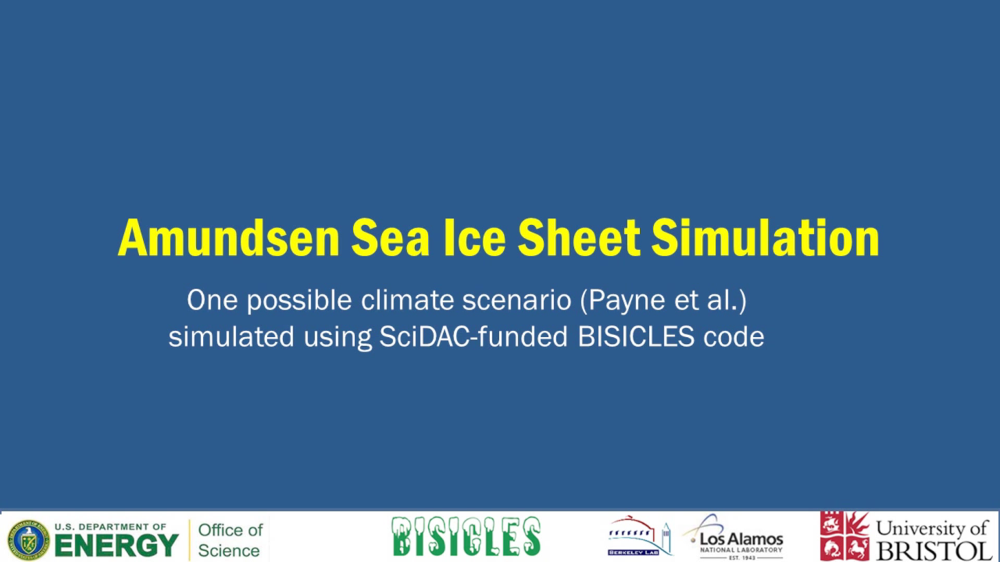 Amundsen Sea Ice Sheet Simulation
One possible climate scenario (Payne et al.)
simulated using SciDAC-funded BISICLES code
U.S. DEPARTMENT OF
ENERGY
Office of
Science
BISICLES
BERKELEY LAB
Los Alamos
NATIONAL LABORATORY
EST. 1943
University of
BRISTOL